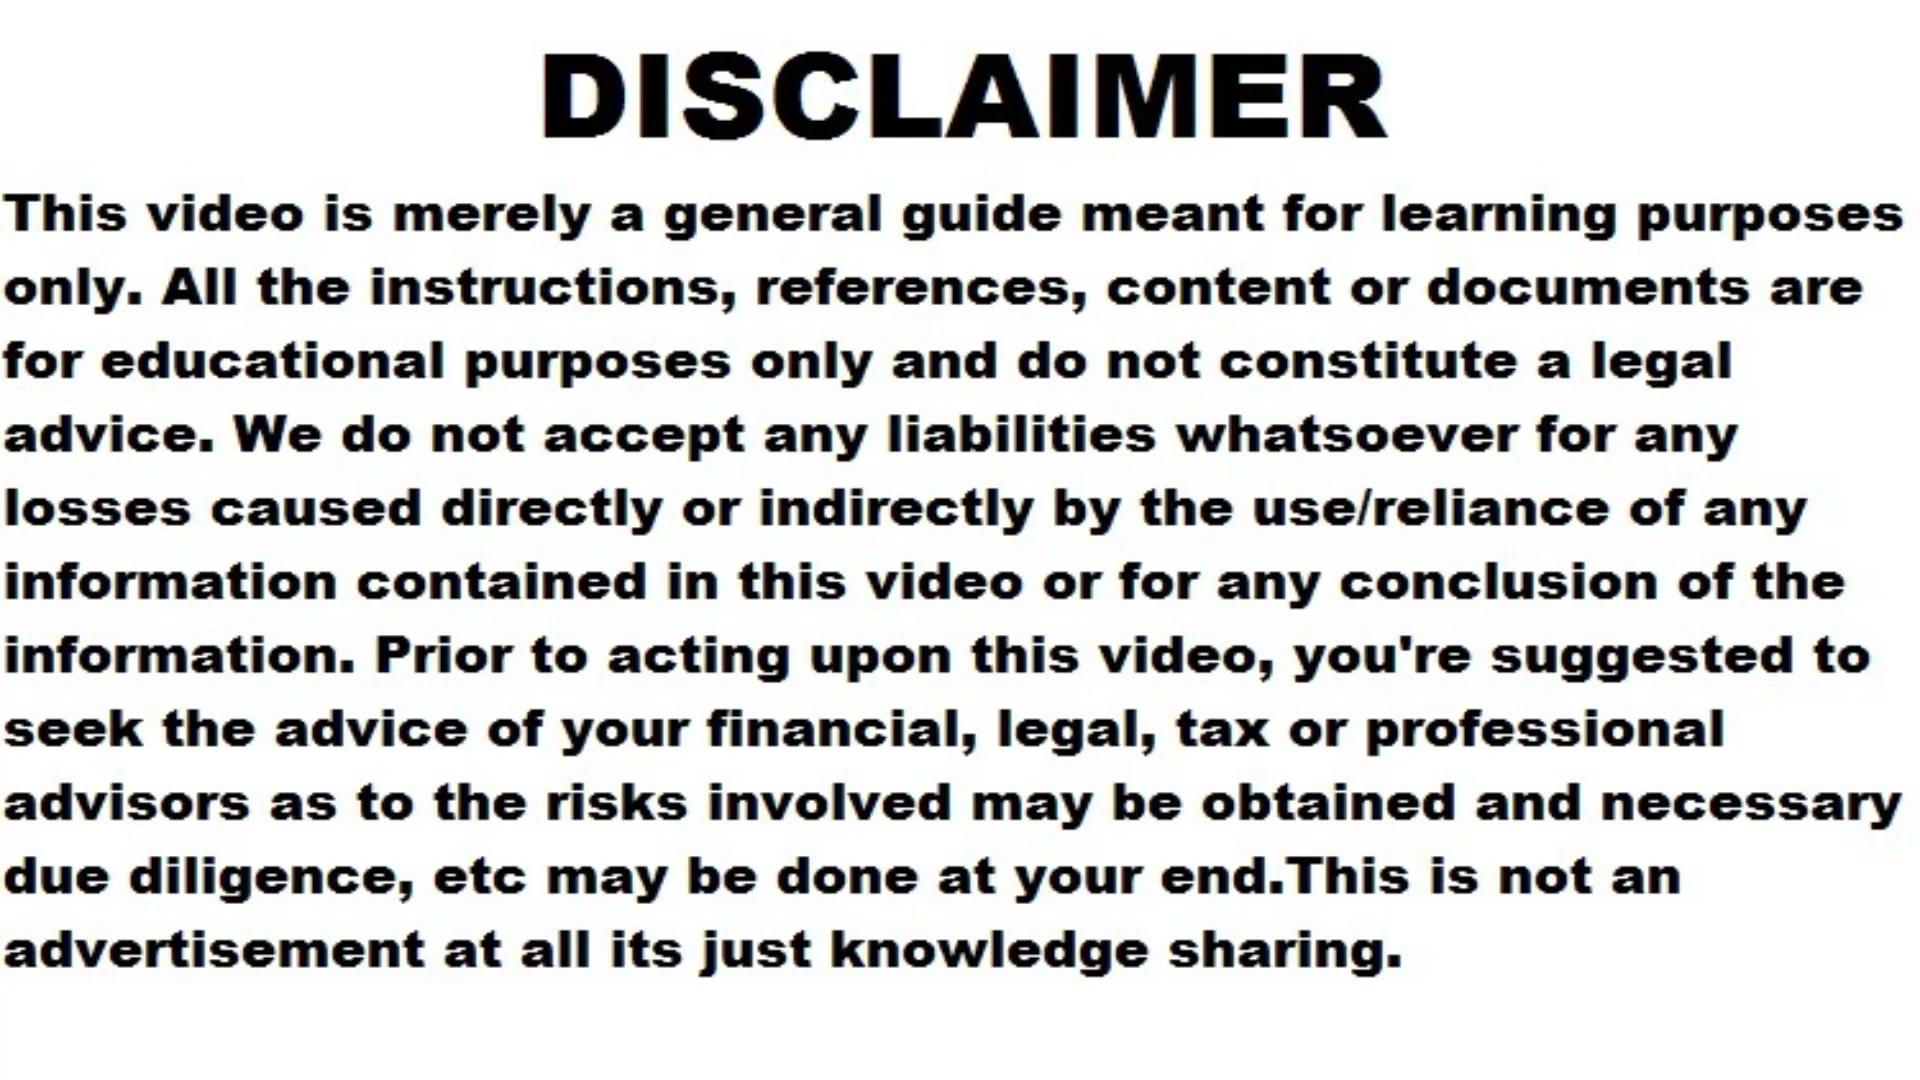 DISCLAIMER
This video is merely a general guide meant for learning purposes
only. All the instructions, references, content or documents are
for educational purposes only and do not constitute a legal
advice. We do not accept any liabilities whatsoever for any
losses caused directly or indirectly by the use/reliance of any
information contained in this video or for any conclusion of the
information. Prior to acting upon this video, you're suggested to
seek the advice of your financial, legal, tax or professional
advisors as to the risks involved may be obtained and necessary
due diligence, etc may be done at your end.This is not an
advertisement at all its just knowledge sharing.